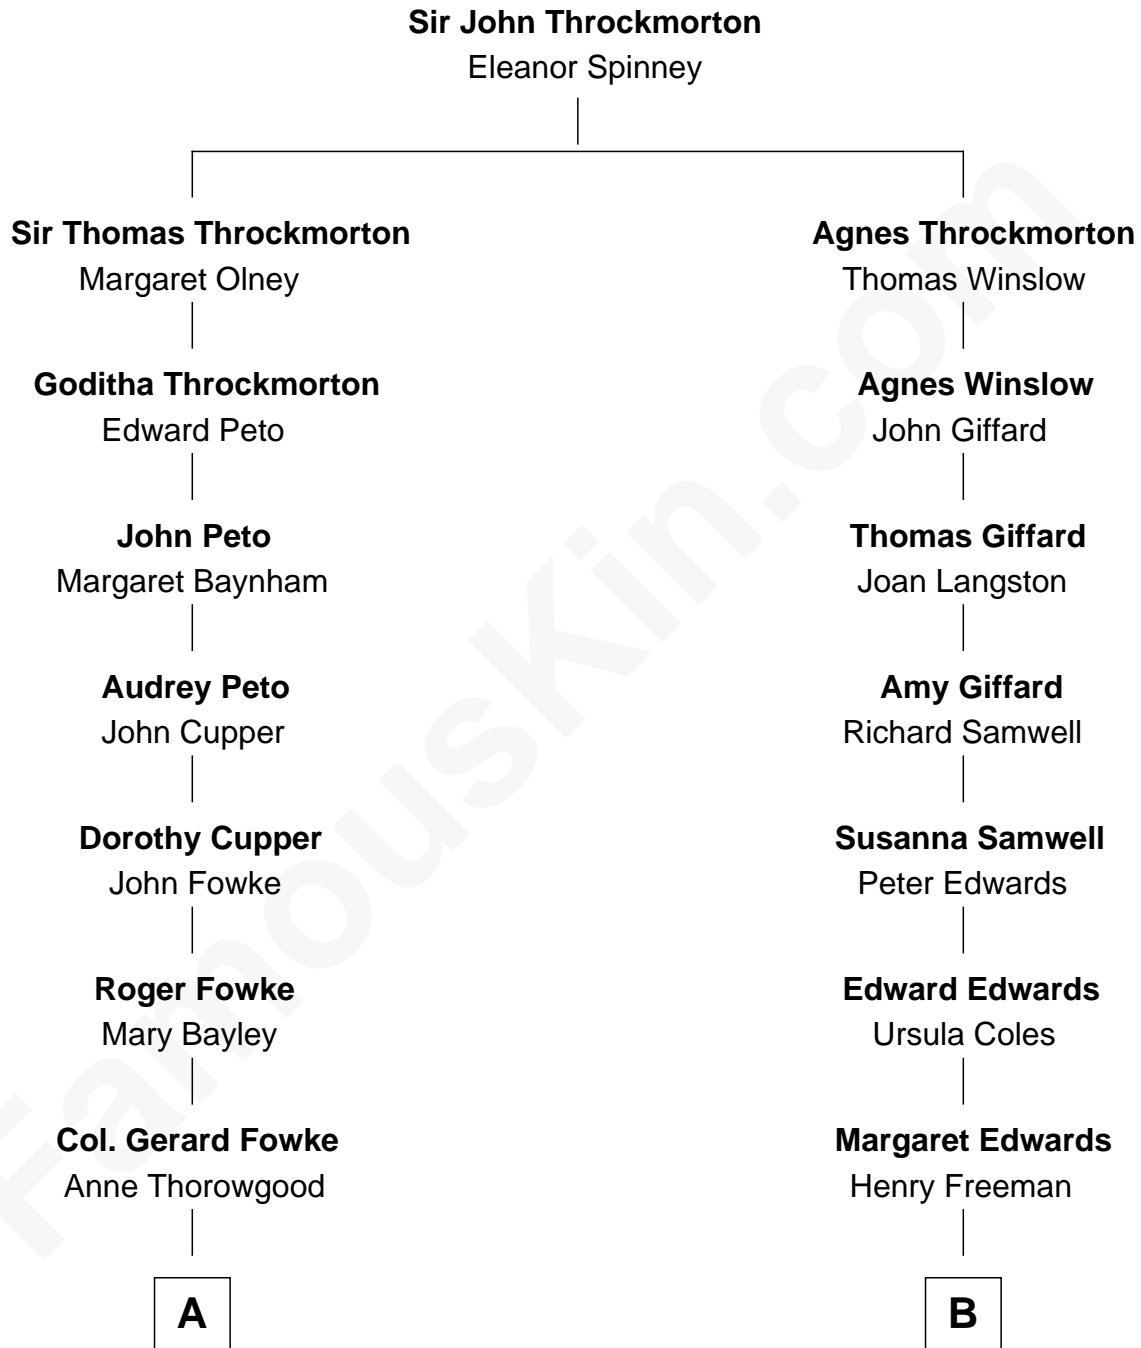 Sir John Throckmorton
Eleanor Spinney
Sir Thomas Throckmorton
Margaret Olney
Goditha Throckmorton
Edward Peto
John Peto
Margaret Baynham
Audrey Peto
John Cupper
Dorothy Cupper
John Fowke
Roger Fowke
Mary Bayley
Col. Gerard Fowke
Anne Thorowgood
A
Agnes Throckmorton
Thomas Winslow
Agnes Winslow
John Giffard
Thomas Giffard
Joan Langston
Amy Giffard
Richard Samwell
Susanna Samwell
Peter Edwards
Edward Edwards
Ursula Coles
Margaret Edwards
Henry Freeman
B
FamousKin.com